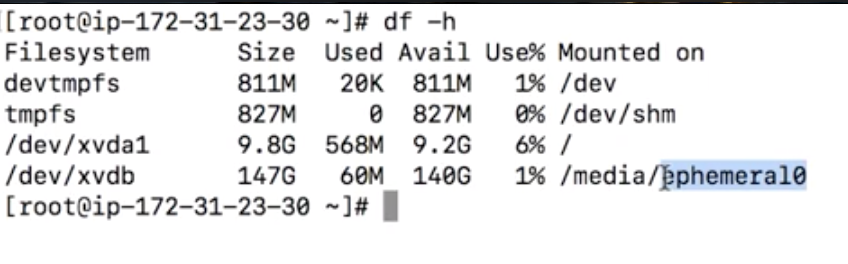 [root@ip-172-31-23-30 ~]# df -h
Filesystem Size Used Avail Use% Mounted on
devtmpfs 811M 20K 811M 1% /dev
tmpfs 827M 0 827M 0% /dev/shm
/dev/xvda1 9.8G 568M 9.2G 6% /
/dev/xvdb 147G 60M 140G 1% /media/ephemeral0
[root@ip-172-31-23-30 ~]#